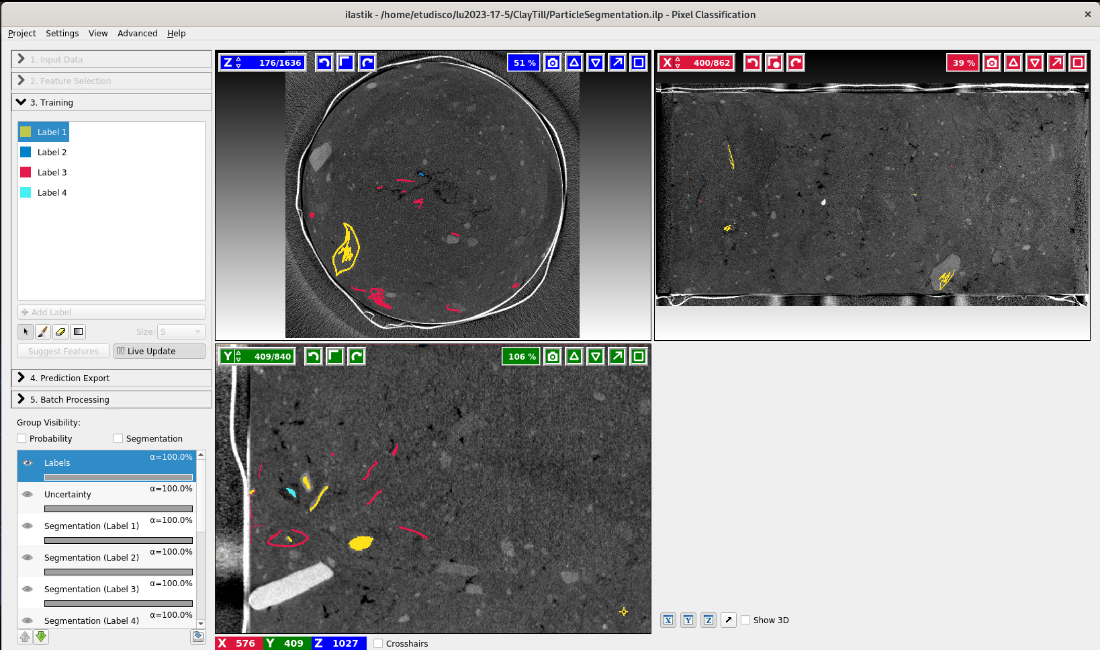 ilastik - /home/etudisco/lu2023-17-5/ClayTill/ParticleSegmentation.ilp - Pixel Classification
Project Settings View Advanced Help
1. Input Data
2. Feature Selection
3. Training
Label 1
Label 2
Label 3
Label 4
Add Label
Size: 5
Suggest Features Live Update
4. Prediction Export
5. Batch Processing
Group Visibility:
Probability Segmentation
Labels α=100.0%
Uncertainty α=100.0%
Segmentation (Label 1) α=100.0%
Segmentation (Label 2) α=100.0%
Segmentation (Label 3) α=100.0%
Segmentation (Label 4) α=100.0%
Z 176/1636 51 %
X 400/862 39 %
Y 409/840 106 %
X 576 Y 409 Z 1027 Crosshairs
X Y Z Show 3D